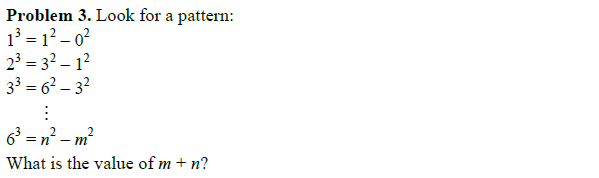 Problem 3. Look for a pattern:
1³ = 1² – 0²
2³ = 3² – 1²
3³ = 6² – 3²
⋮
6³ = n² – m²
What is the value of m + n?